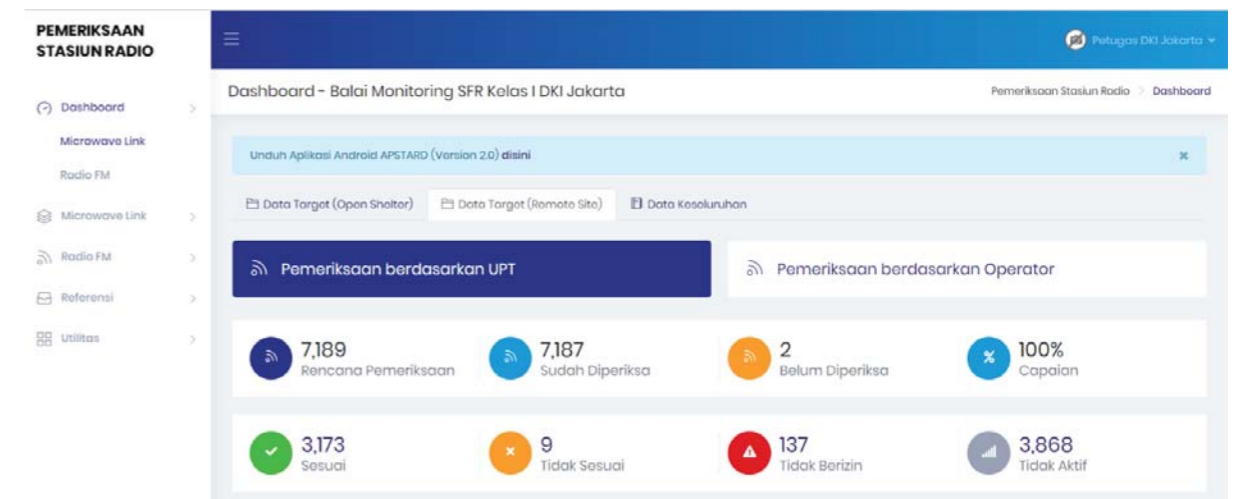 PEMERIKSAAN
STASIUN RADIO
Petugas DKI Jakarta
Dashboard - Balai Monitoring SFR Kelas I DKI Jakarta
Pemeriksaan Stasiun Radio > Dashboard
Dashboard
Microwave Link
Radio FM
Microwave Link
Radio FM
Referensi
Utilitas
Unduh Aplikasi Android APSTARD (Version 2.0) disini
Data Target (Open Shelter)
Data Target (Remote Site)
Data Keseluruhan
Pemeriksaan berdasarkan UPT
Pemeriksaan berdasarkan Operator
7,189
Rencana Pemeriksaan
7,187
Sudah Diperiksa
2
Belum Diperiksa
100%
Capaian
3,173
Sesuai
9
Tidak Sesuai
137
Tidak Berizin
3,868
Tidak Aktif